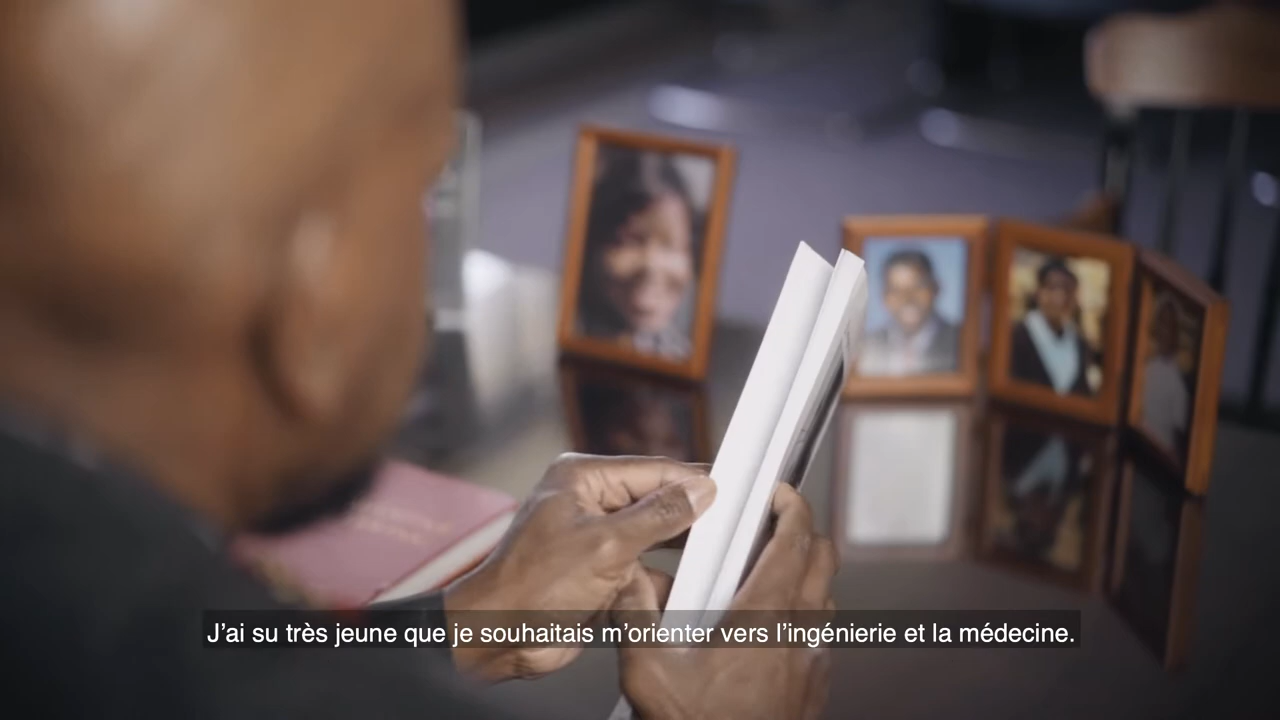 J’ai su très jeune que je souhaitais m’orienter vers l’ingénierie et la médecine.